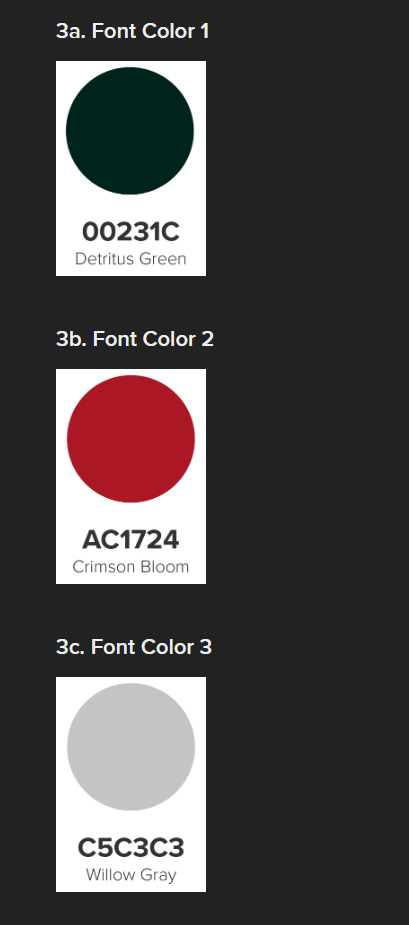 3a. Font Color 1
00231C
Detritus Green
3b. Font Color 2
AC1724
Crimson Bloom
3c. Font Color 3
C5C3C3
Willow Gray